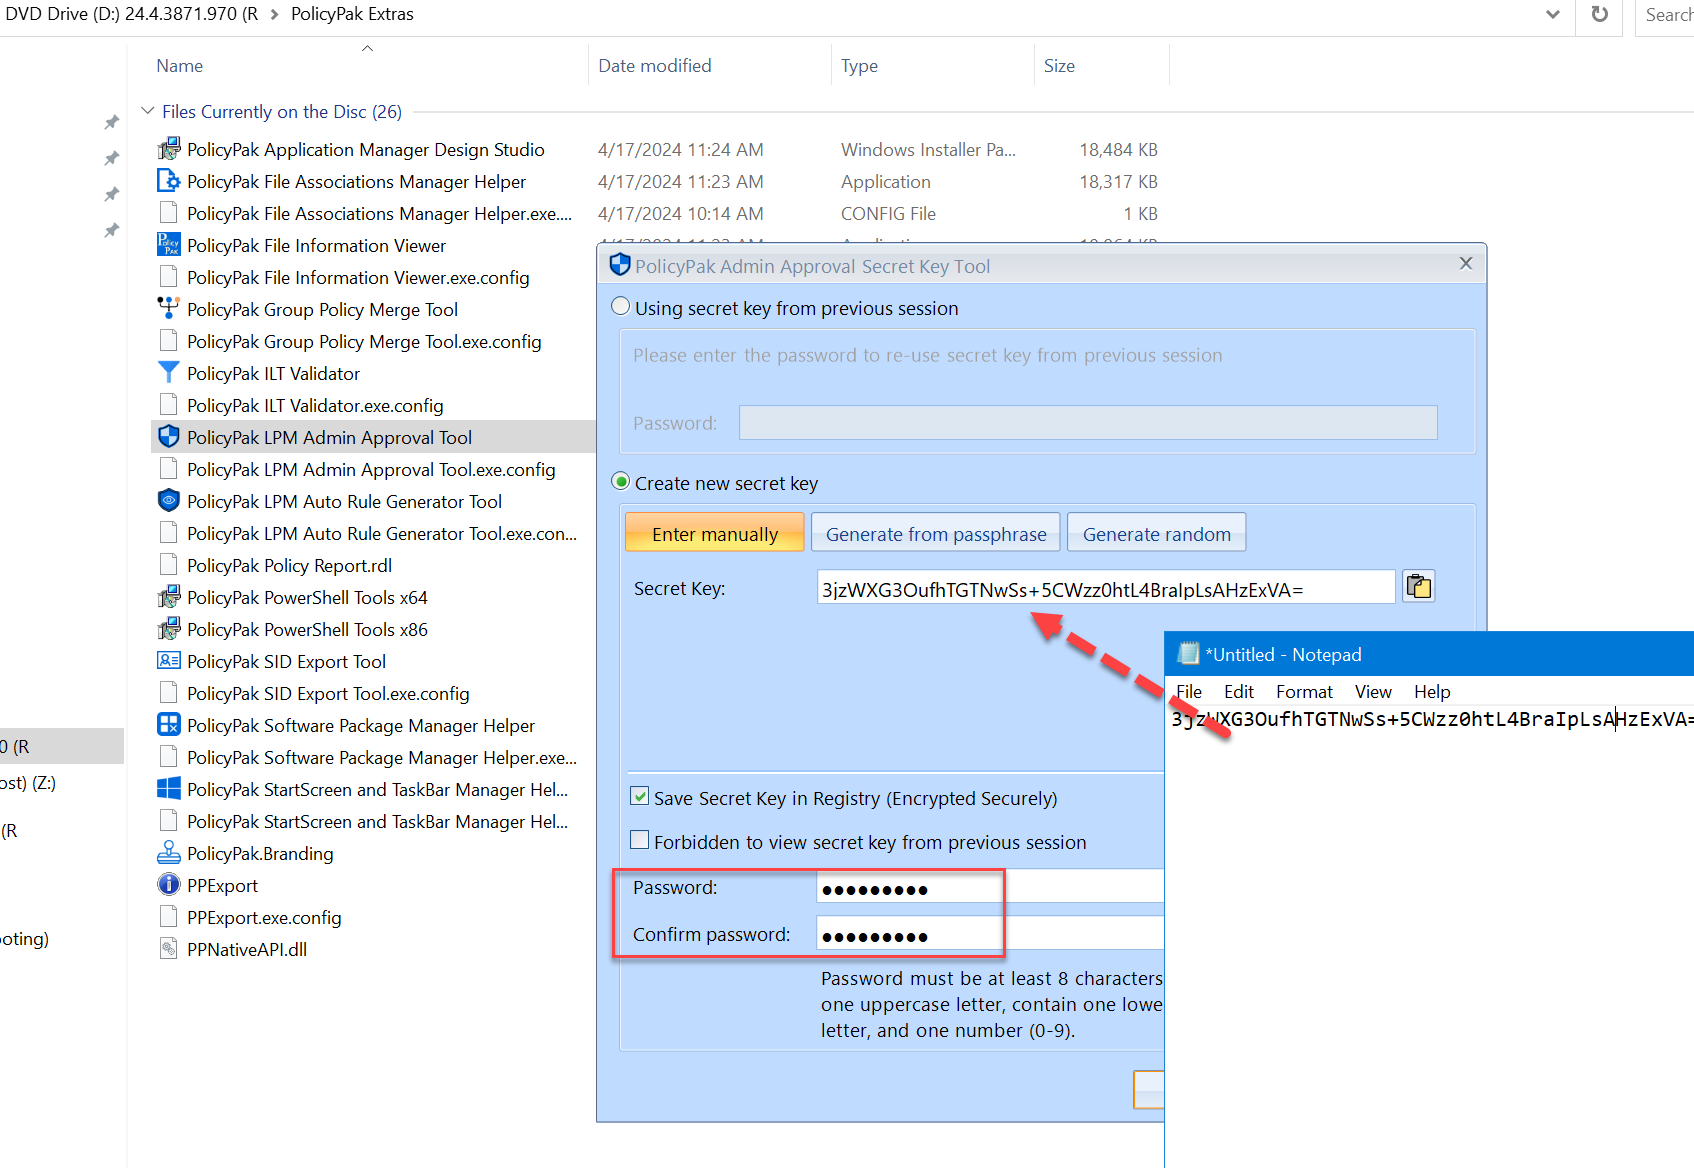 DVD Drive (D:) 24.4.3871.970 (R > PolicyPak Extras
Search
Name Date modified Type Size
Files Currently on the Disc (26)
PolicyPak Application Manager Design Studio 4/17/2024 11:24 AM Windows Installer Pa... 18,484 KB
PolicyPak File Associations Manager Helper 4/17/2024 11:23 AM Application 18,317 KB
PolicyPak File Associations Manager Helper.exe.... 4/17/2024 10:14 AM CONFIG File 1 KB
PolicyPak File Information Viewer
PolicyPak File Information Viewer.exe.config
PolicyPak Group Policy Merge Tool
PolicyPak Group Policy Merge Tool.exe.config
PolicyPak ILT Validator
PolicyPak ILT Validator.exe.config
PolicyPak LPM Admin Approval Tool
PolicyPak LPM Admin Approval Tool.exe.config
PolicyPak LPM Auto Rule Generator Tool
PolicyPak LPM Auto Rule Generator Tool.exe.con...
PolicyPak Policy Report.rdl
PolicyPak PowerShell Tools x64
PolicyPak PowerShell Tools x86
PolicyPak SID Export Tool
PolicyPak SID Export Tool.exe.config
PolicyPak Software Package Manager Helper
PolicyPak Software Package Manager Helper.exe...
PolicyPak StartScreen and TaskBar Manager Hel...
PolicyPak StartScreen and TaskBar Manager Hel...
PolicyPak.Branding
PPExport
PPExport.exe.config
PPNativeAPI.dll
0 (R
ost) (Z:)
(R
oting)
PolicyPak Admin Approval Secret Key Tool
Using secret key from previous session
Please enter the password to re-use secret key from previous session
Password:
Create new secret key
Enter manually Generate from passphrase Generate random
Secret Key: 3jzWXG3OufhTGTNwSs+5CWzz0htL4BraIpLsAHzExVA=
Save Secret Key in Registry (Encrypted Securely)
Forbidden to view secret key from previous session
Password: ●●●●●●●●●
Confirm password: ●●●●●●●●●
Password must be at least 8 characters
one uppercase letter, contain one lowe
letter, and one number (0-9).
*Untitled - Notepad
File Edit Format View Help
3jzWXG3OufhTGTNwSs+5CWzz0htL4BraIpLsAHzExVA=